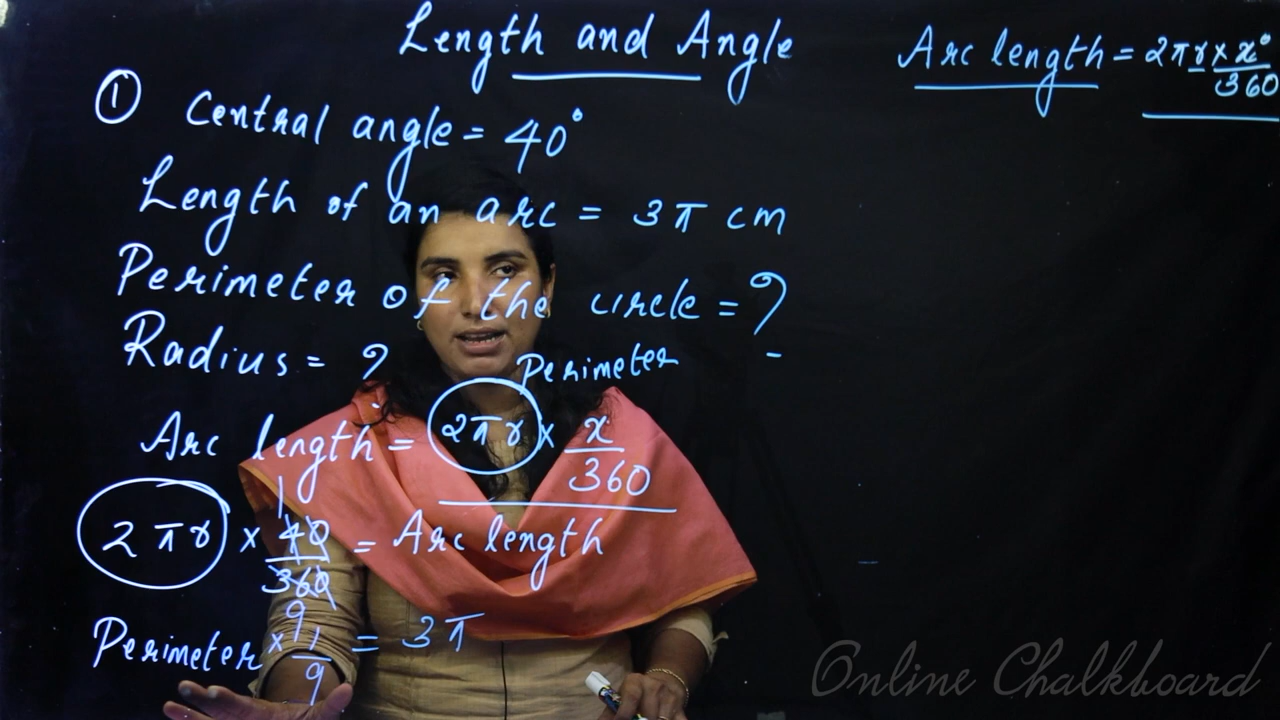 Length and Angle
Arc length = 2πr × x°/360
① Central angle = 40°
Length of an arc = 3π cm
Perimeter of the circle = ?
Radius = ?
Perimeter
Arc length = 2πr × x/360
2πr × 40/360 = Arc length
1
9
Perimeter × 1/9 = 3π
Online Chalkboard